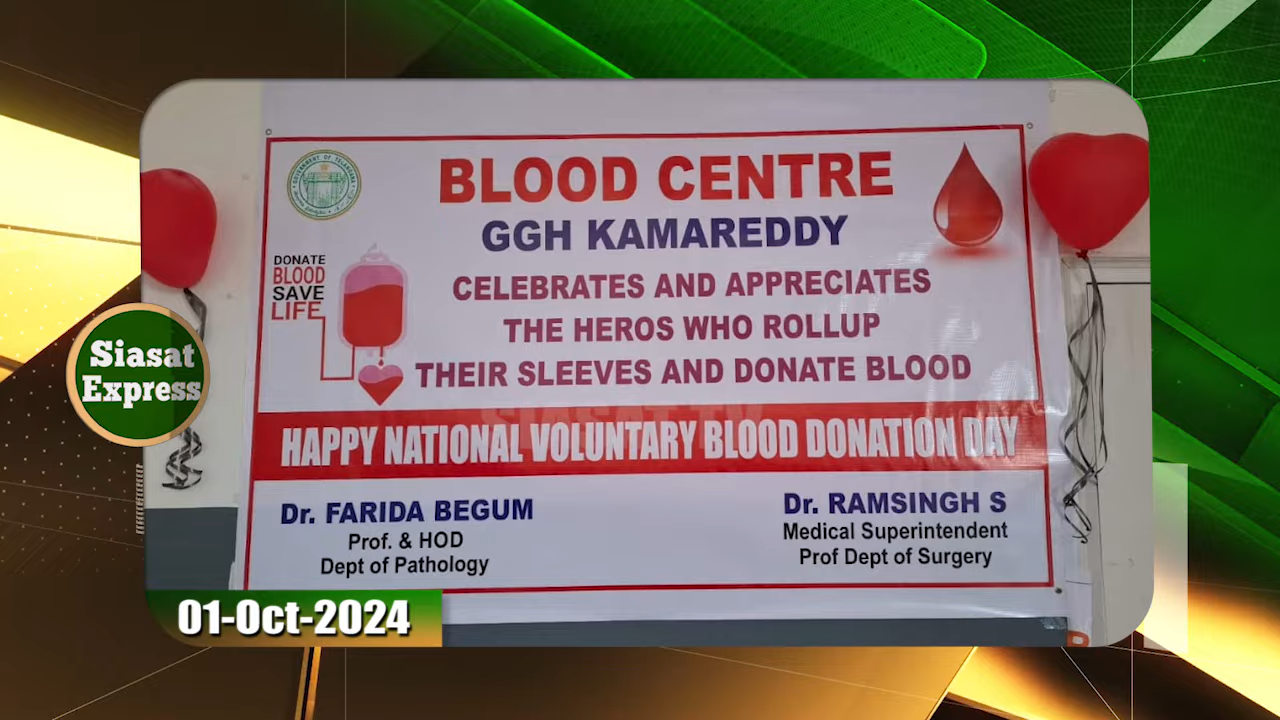 BLOOD CENTRE
GGH KAMAREDDY
DONATE
BLOOD
SAVE
LIFE
CELEBRATES AND APPRECIATES
THE HEROS WHO ROLLUP
THEIR SLEEVES AND DONATE BLOOD
SIASAT TV
HAPPY NATIONAL VOLUNTARY BLOOD DONATION DAY
Dr. FARIDA BEGUM
Prof. & HOD
Dept of Pathology
Dr. RAMSINGH S
Medical Superintendent
Prof Dept of Surgery
Siasat
Express
01-Oct-2024